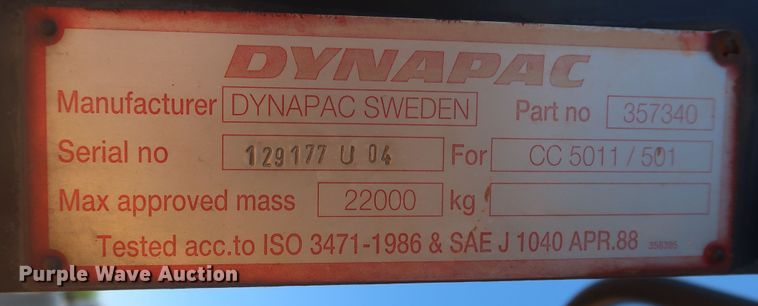 DYNAPAC
Manufacturer DYNAPAC SWEDEN Part no 357340
Serial no 129177 U 04 For CC 5011 / 501
Max approved mass 22000 kg
Tested acc.to ISO 3471-1986 & SAE J 1040 APR.88 358395
Purple Wave Auction